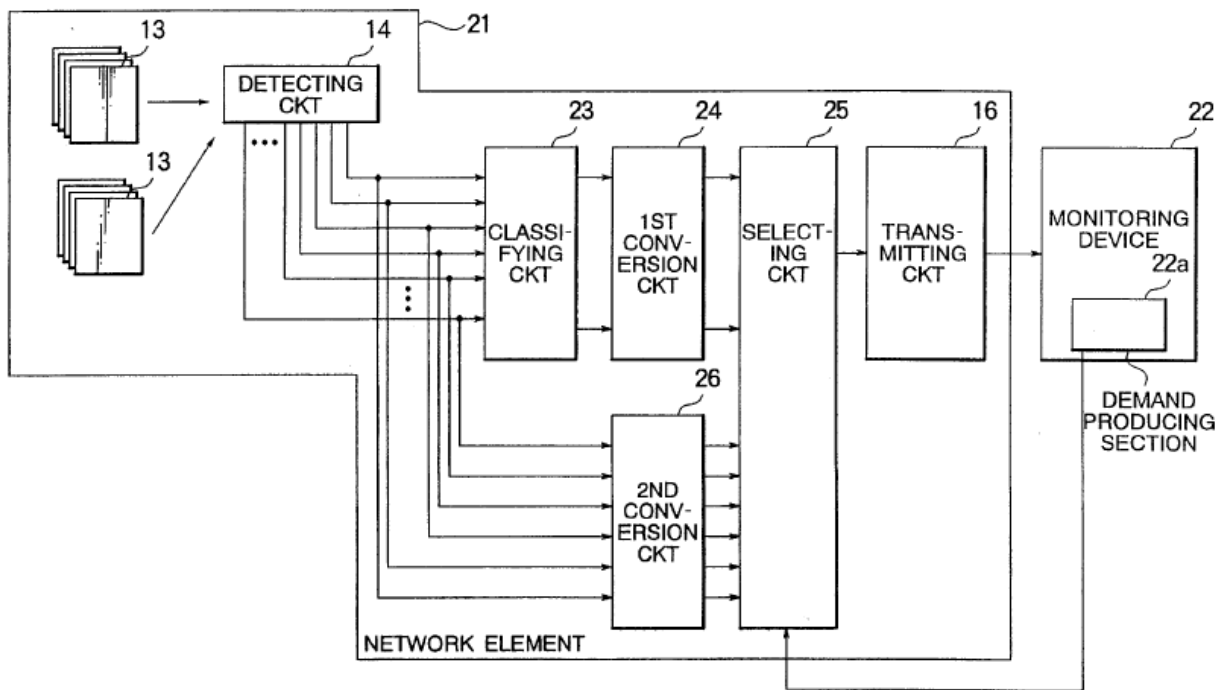 21
13
14
DETECTING
CKT
13
23
24
25
16
22
CLASSI-
FYING
CKT
1ST
CONV-
ERSION
CKT
SELECT-
ING
CKT
TRANS-
MITTING
CKT
MONITORING
DEVICE
22a
26
2ND
CONV-
ERSION
CKT
DEMAND
PRODUCING
SECTION
NETWORK ELEMENT